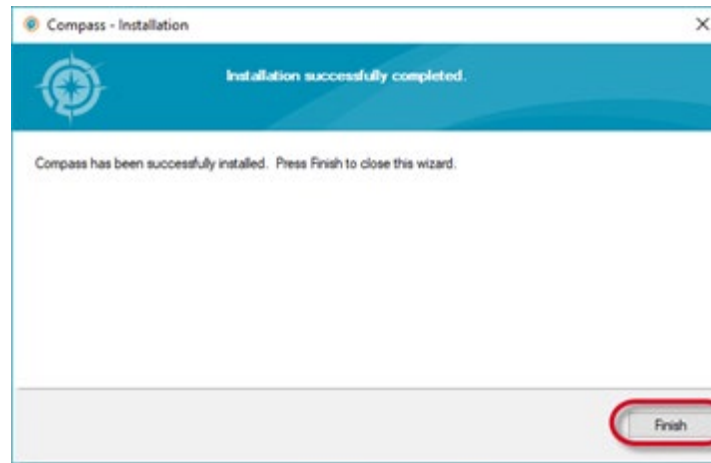 Compass - Installation
Installation successfully completed.
Compass has been successfully installed. Press Finish to close this wizard.
Finish